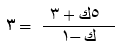 ٣ = ٥ك + ٣ / ك – ١